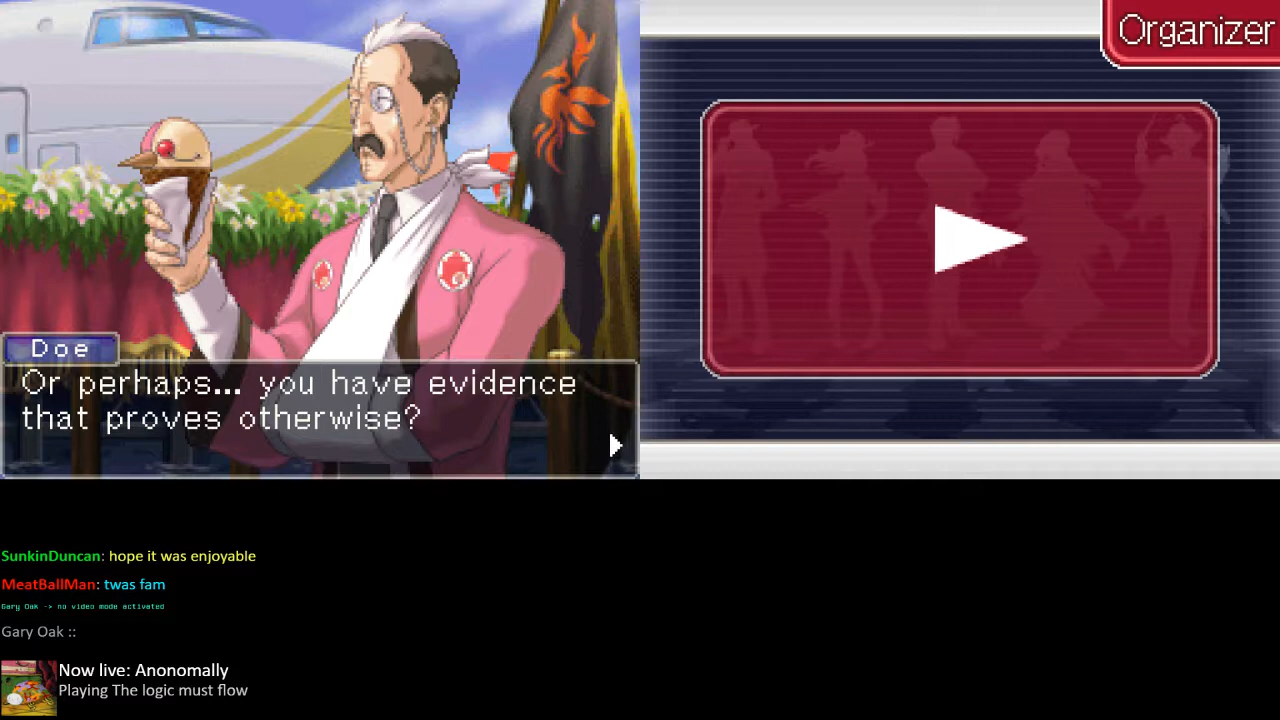 Organizer
Doe
Or perhaps... you have evidence
that proves otherwise?
SunkinDuncan: hope it was enjoyable
MeatBallMan: twas fam
Gary Oak -> no video mode activated
Gary Oak ::
Now live: Anonomally
Playing The logic must flow